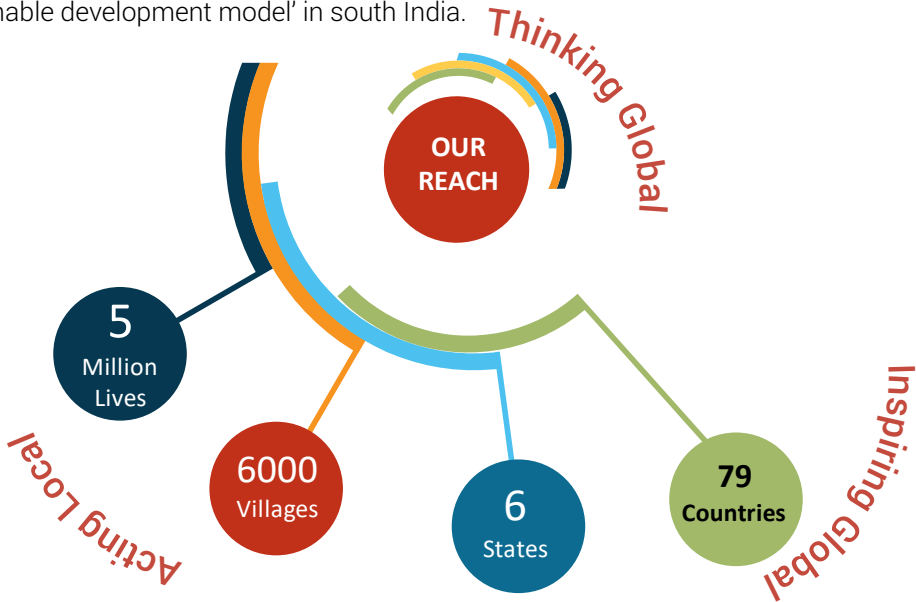 nable development model’ in south India.
Thinking Global
OUR
REACH
5
Million
Lives
6000
Villages
6
States
79
Countries
Acting Local
Inspiring Global